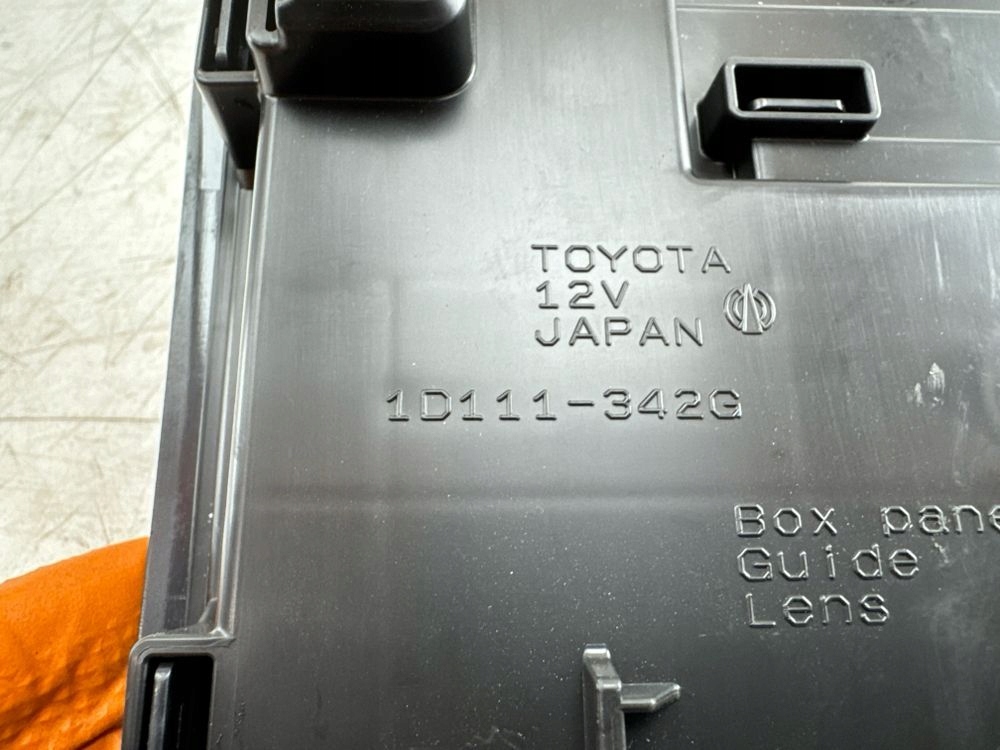 TOYOTA
12V
JAPAN
1D111-342G
Box pane
Guide
Lens